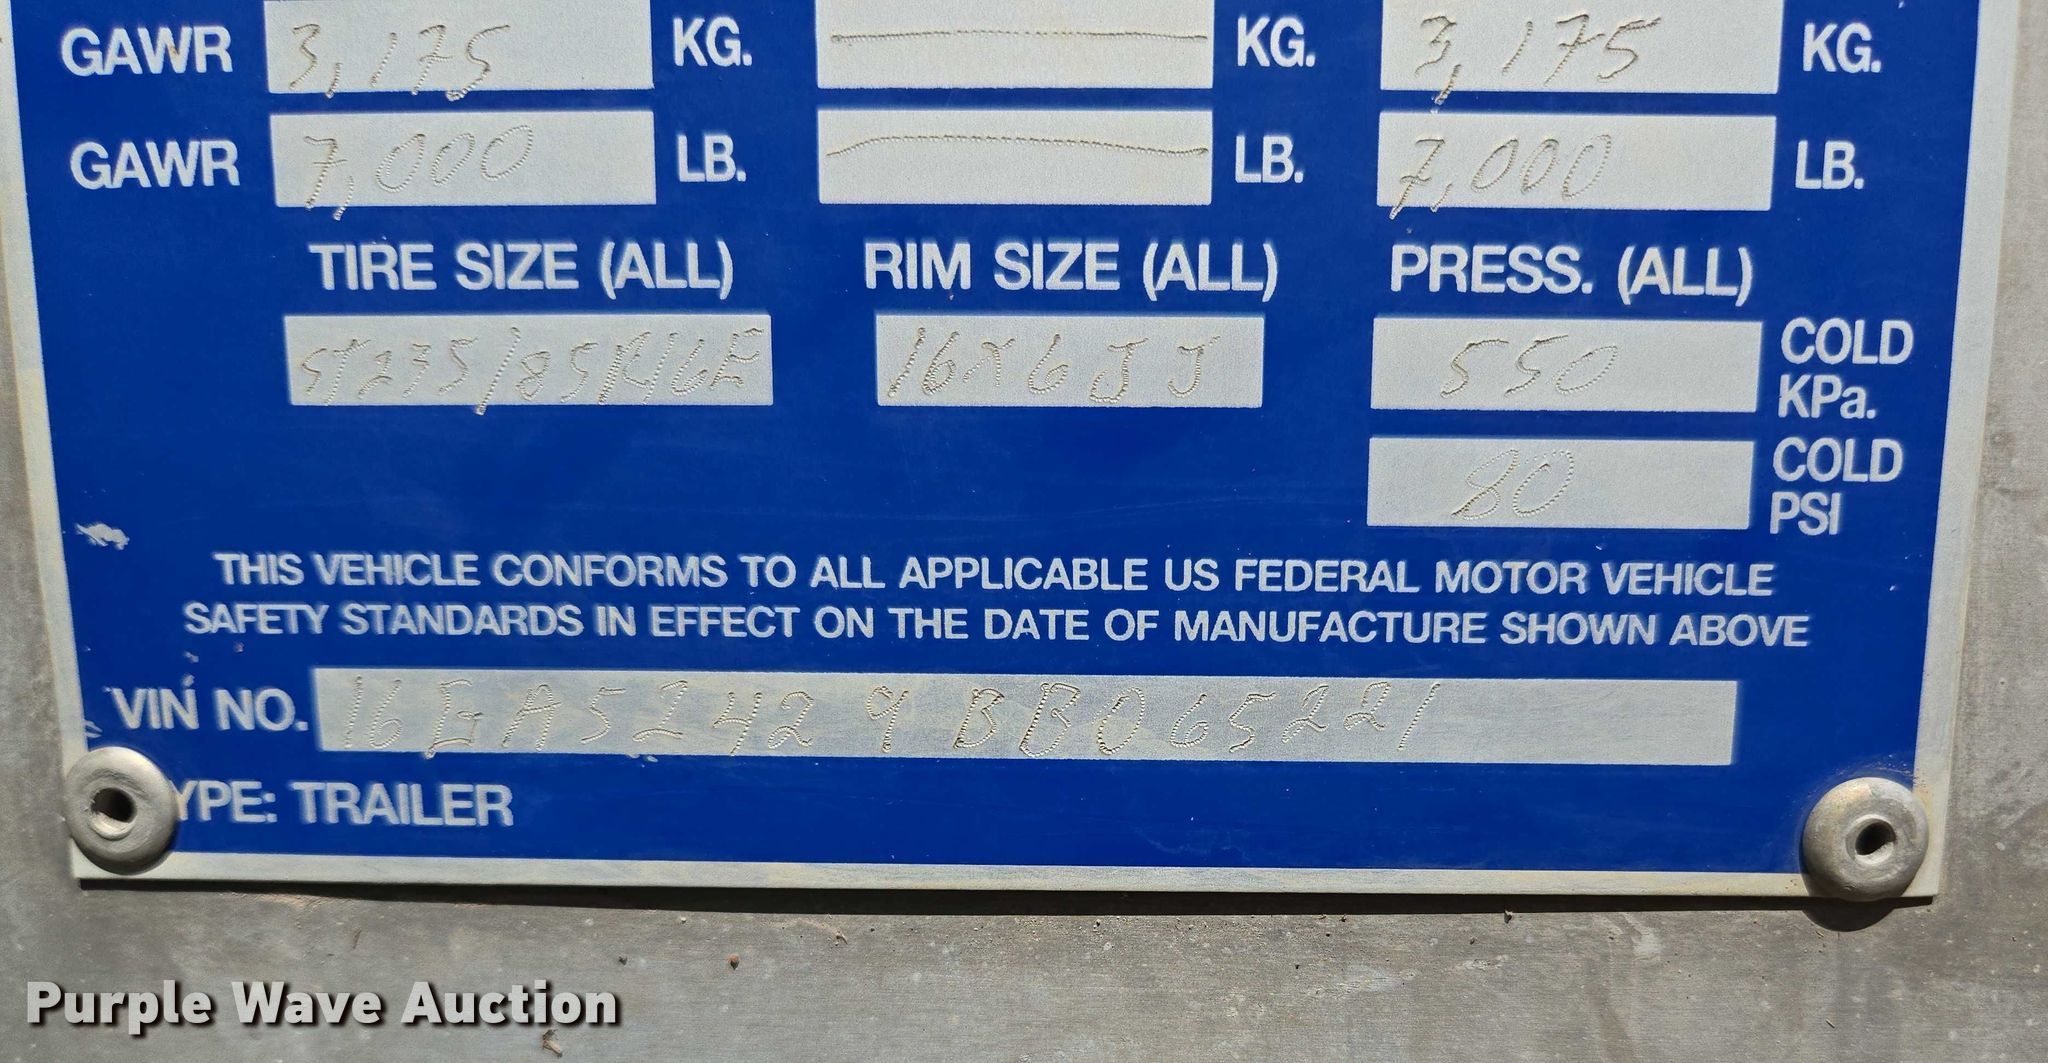 GAWR 3,175 KG. KG. 3,175 KG.
GAWR 7,000 LB. LB. 7,000 LB.
TIRE SIZE (ALL) RIM SIZE (ALL) PRESS. (ALL)
ST235/85R16E 16X6JJ 550 COLD KPa.
80 COLD PSI
THIS VEHICLE CONFORMS TO ALL APPLICABLE US FEDERAL MOTOR VEHICLE
SAFETY STANDARDS IN EFFECT ON THE DATE OF MANUFACTURE SHOWN ABOVE
VIN NO. 16GA52429BB065221
YPE: TRAILER
Purple Wave Auction